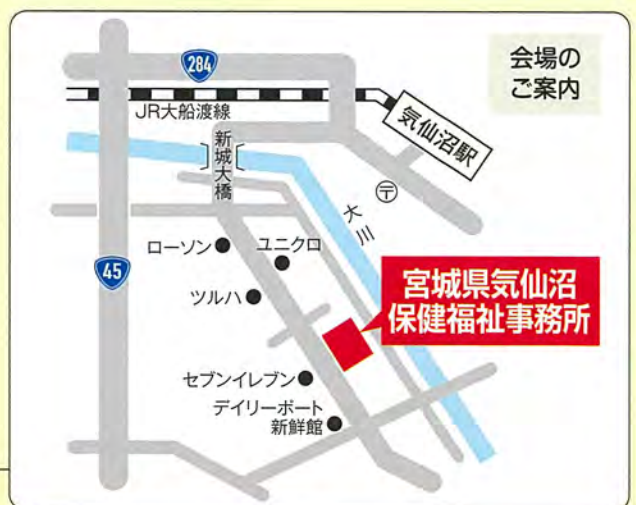 会場の
ご案内
284
JR大船渡線
気仙沼駅
新城大橋
〒
大川
ローソン
ユニクロ
45
ツルハ
宮城県気仙沼
保健福祉事務所
セブンイレブン
デイリーポート
新鮮館